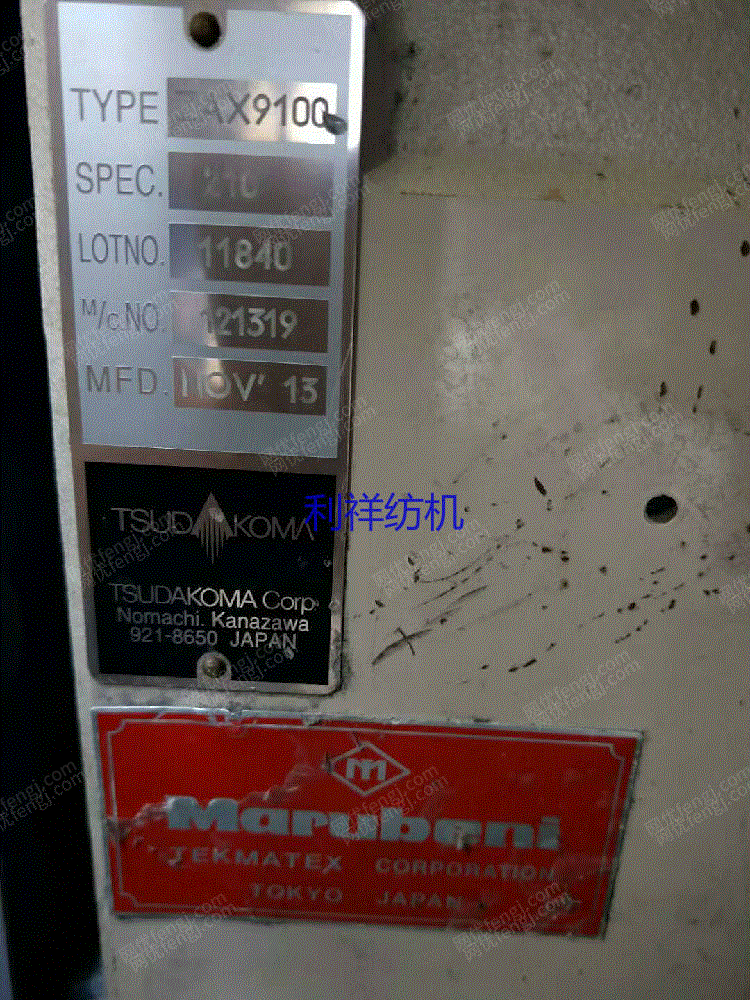 TYPE ZAX9100
SPEC. 210
LOTNO. 11840
M/C.NO. 121319
MFD. NOV' 13
TSUDAKOMA
利祥纺机
TSUDAKOMA Corp.
Nomachi. Kanazawa
921-8650 JAPAN
m
Marubeni
TEKMATEX CORPORATION
TOKYO JAPAN